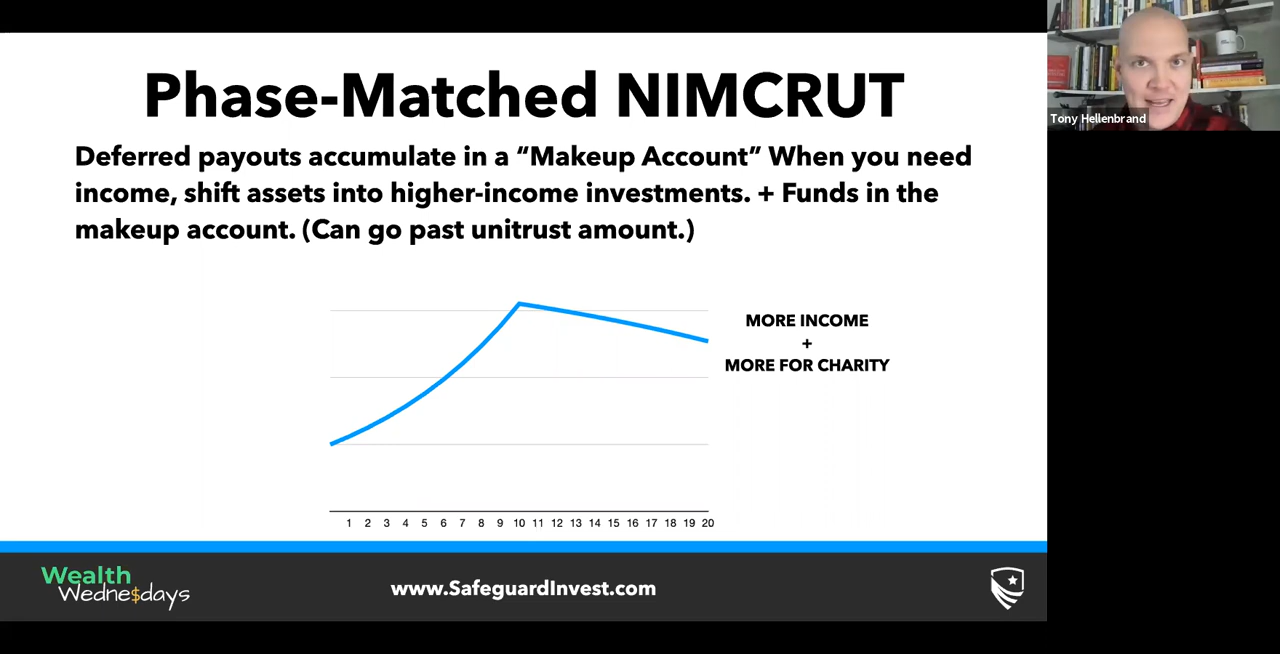 Phase-Matched NIMCRUT
Deferred payouts accumulate in a “Makeup Account” When you need
income, shift assets into higher-income investments. + Funds in the
makeup account. (Can go past unitrust amount.)
MORE INCOME
+
MORE FOR CHARITY
1 2 3 4 5 6 7 8 9 10 11 12 13 14 15 16 17 18 19 20
Wealth
Wedne$days
www.SafeguardInvest.com
Tony Hellenbrand